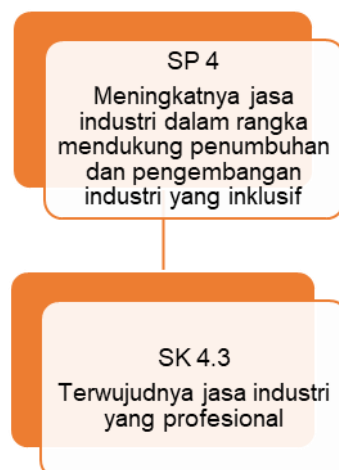 SP 4
Meningkatnya jasa
industri dalam rangka
mendukung penumbuhan
dan pengembangan
industri yang inklusif
SK 4.3
Terwujudnya jasa industri
yang profesional